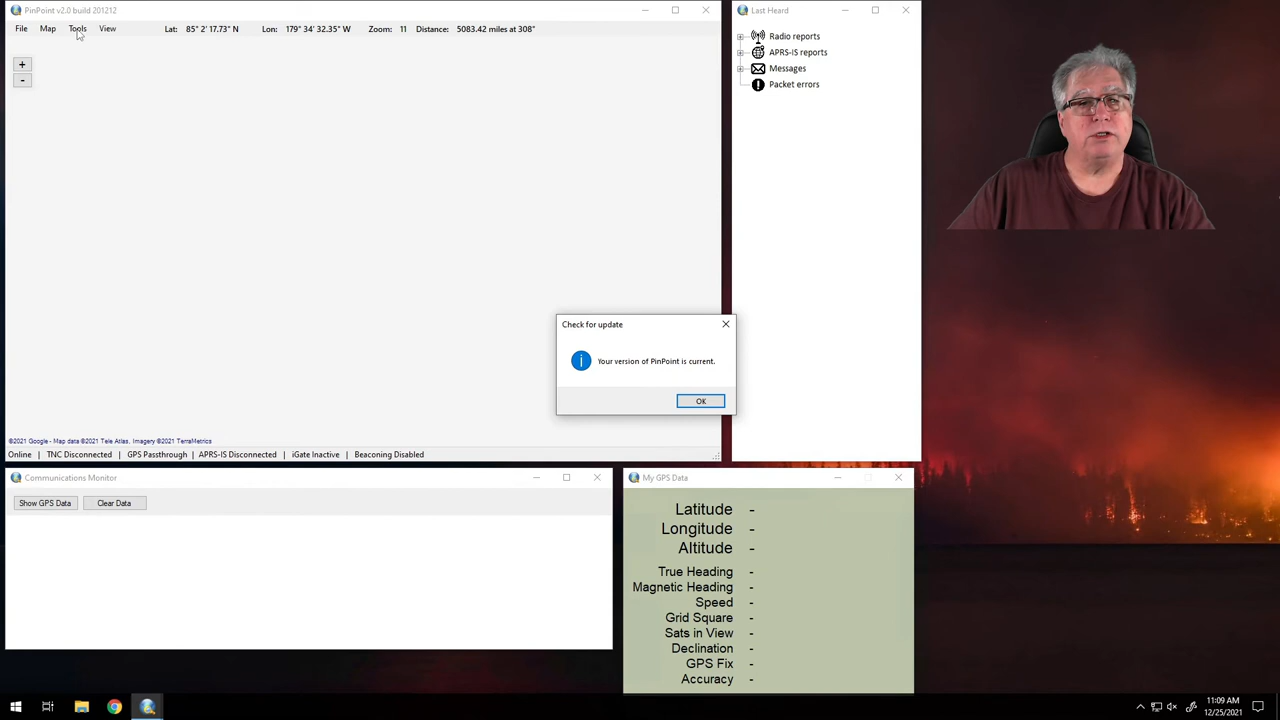 PinPoint v2.0 build 201212
File Map Tools View Lat: 85° 2' 17.73" N Lon: 179° 34' 32.35" W Zoom: 11 Distance: 5083.42 miles at 308°
+
-
Last Heard
Radio reports
APRS-IS reports
Messages
Packet errors
Check for update
Your version of PinPoint is current.
OK
©2021 Google - Map data ©2021 Tele Atlas, Imagery ©2021 TerraMetrics
Online | TNC Disconnected | GPS Passthrough | APRS-IS Disconnected | iGate Inactive | Beaconing Disabled
Communications Monitor
Show GPS Data Clear Data
My GPS Data
Latitude -
Longitude -
Altitude -
True Heading -
Magnetic Heading -
Speed -
Grid Square -
Sats in View -
Declination -
GPS Fix -
Accuracy -
11:09 AM
12/25/2021